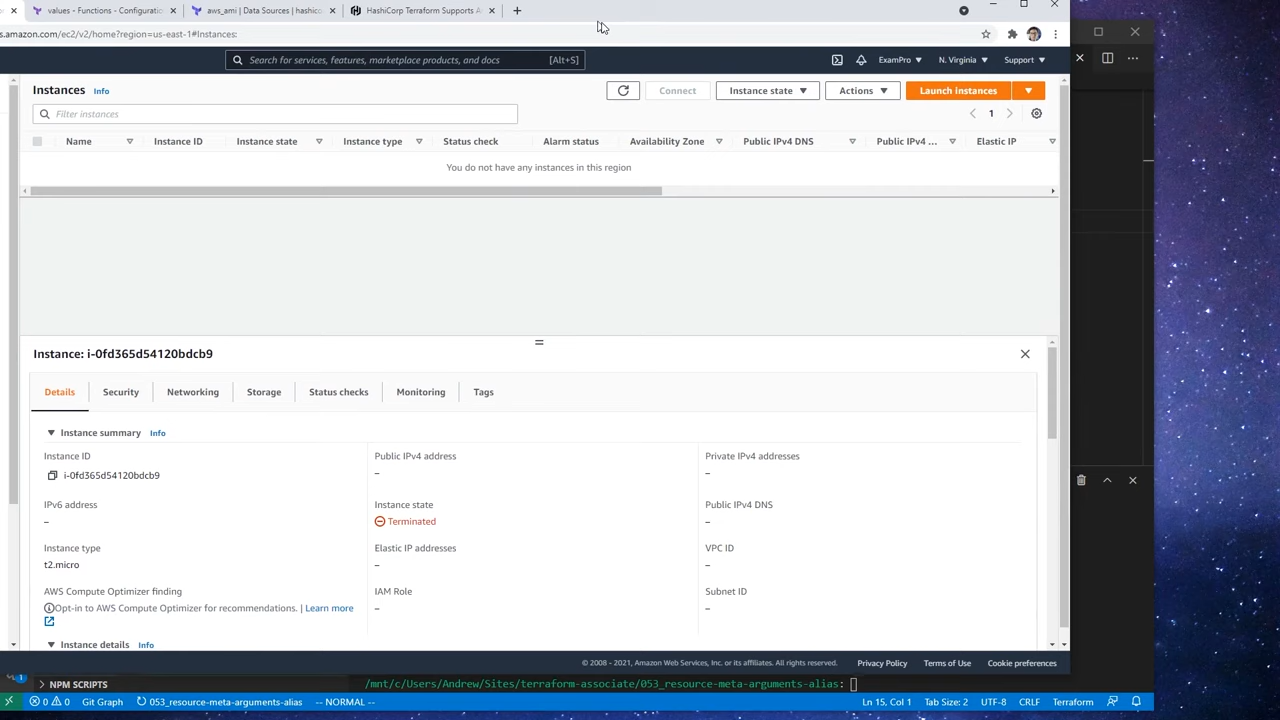 values - Functions - Configuratio
aws_ami | Data Sources | hashico
HashiCorp Terraform Supports A
s.amazon.com/ec2/v2/home?region=us-east-1#Instances:
Search for services, features, marketplace products, and docs
[Alt+S]
ExamPro
N. Virginia
Support
Instances
Info
Connect
Instance state
Actions
Launch instances
Filter instances
1
Name
Instance ID
Instance state
Instance type
Status check
Alarm status
Availability Zone
Public IPv4 DNS
Public IPv4 ...
Elastic IP
You do not have any instances in this region
Instance: i-0fd365d54120bdcb9
Details
Security
Networking
Storage
Status checks
Monitoring
Tags
Instance summary
Info
Instance ID
i-0fd365d54120bdcb9
Public IPv4 address
–
Private IPv4 addresses
–
IPv6 address
–
Instance state
Terminated
Public IPv4 DNS
–
Instance type
t2.micro
Elastic IP addresses
–
VPC ID
–
AWS Compute Optimizer finding
Opt-in to AWS Compute Optimizer for recommendations. | Learn more
IAM Role
–
Subnet ID
–
Instance details
Info
© 2008 - 2021, Amazon Web Services, Inc. or its affiliates. All rights reserved.
Privacy Policy
Terms of Use
Cookie preferences
1
NPM SCRIPTS
/mnt/c/Users/Andrew/Sites/terraform-associate/053_resource-meta-arguments-alias:
0
0
Git Graph
053_resource-meta-arguments-alias
-- NORMAL --
Ln 15, Col 1
Tab Size: 2
UTF-8
CRLF
Terraform